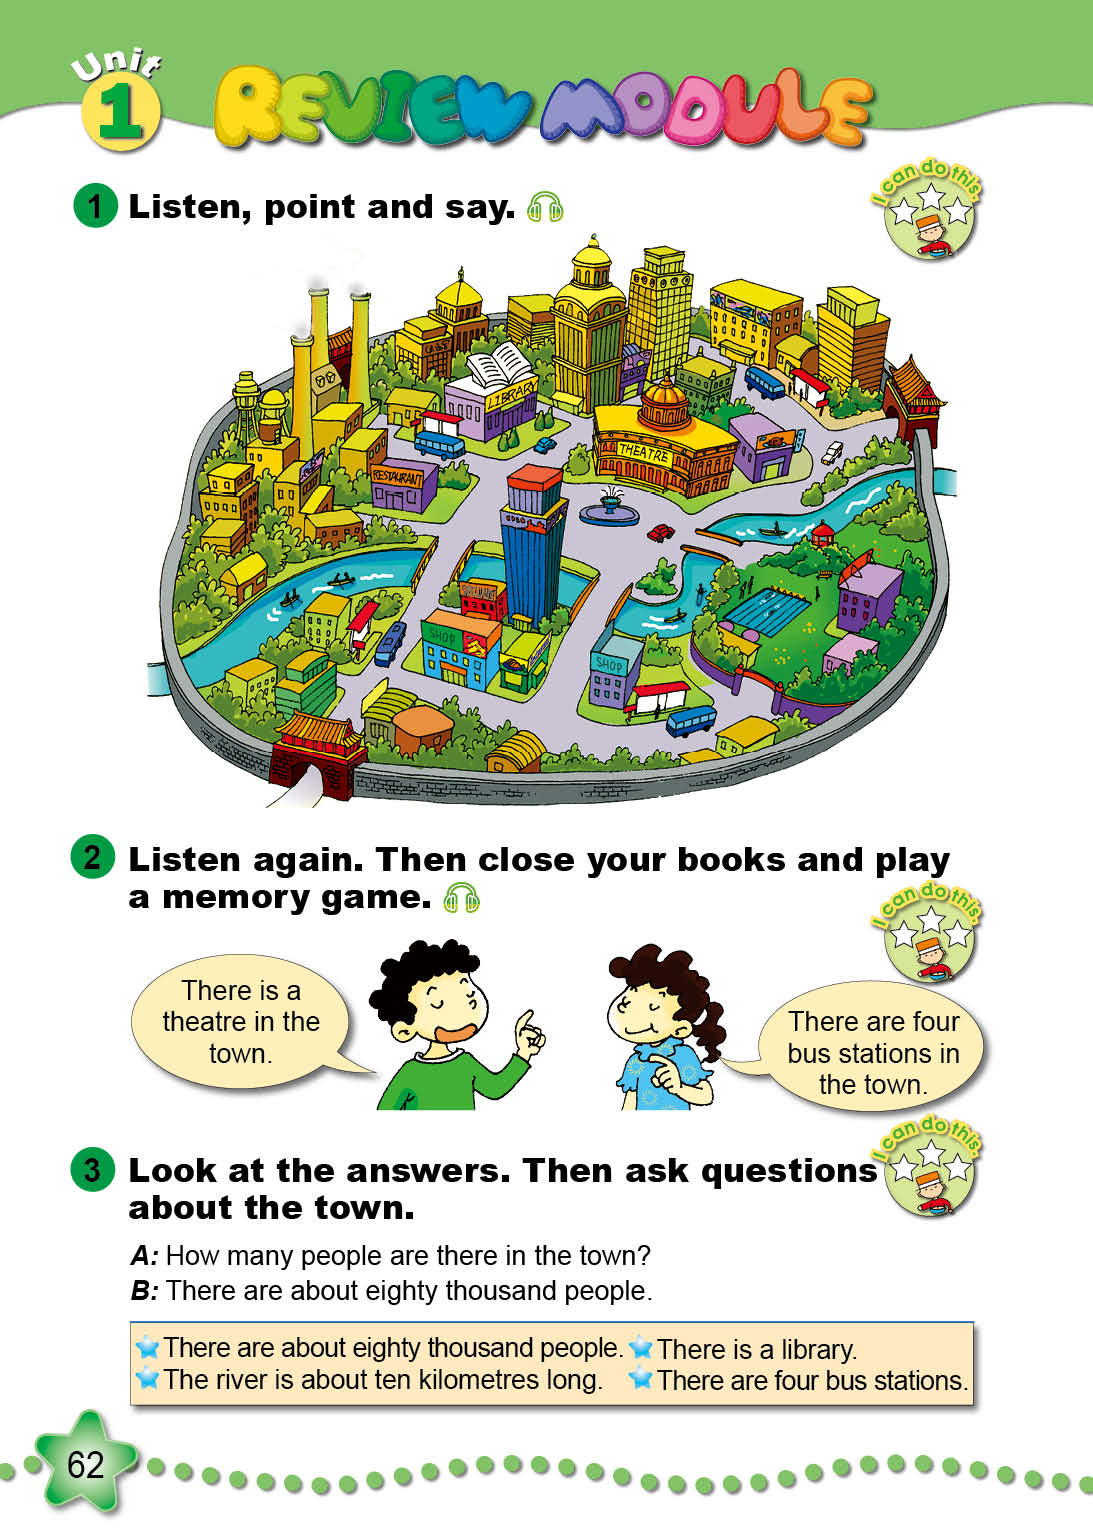 Unit
1
REVIEW MODULE
1 Listen, point and say.
I can do this.
LIBRARY
THEATRE
RESTAURANT
SHOP
SHOP
2 Listen again. Then close your books and play
a memory game.
I can do this.
There is a
theatre in the
town.
There are four
bus stations in
the town.
I can do this.
3 Look at the answers. Then ask questions
about the town.
A: How many people are there in the town?
B: There are about eighty thousand people.
There are about eighty thousand people.
There is a library.
The river is about ten kilometres long.
There are four bus stations.
62